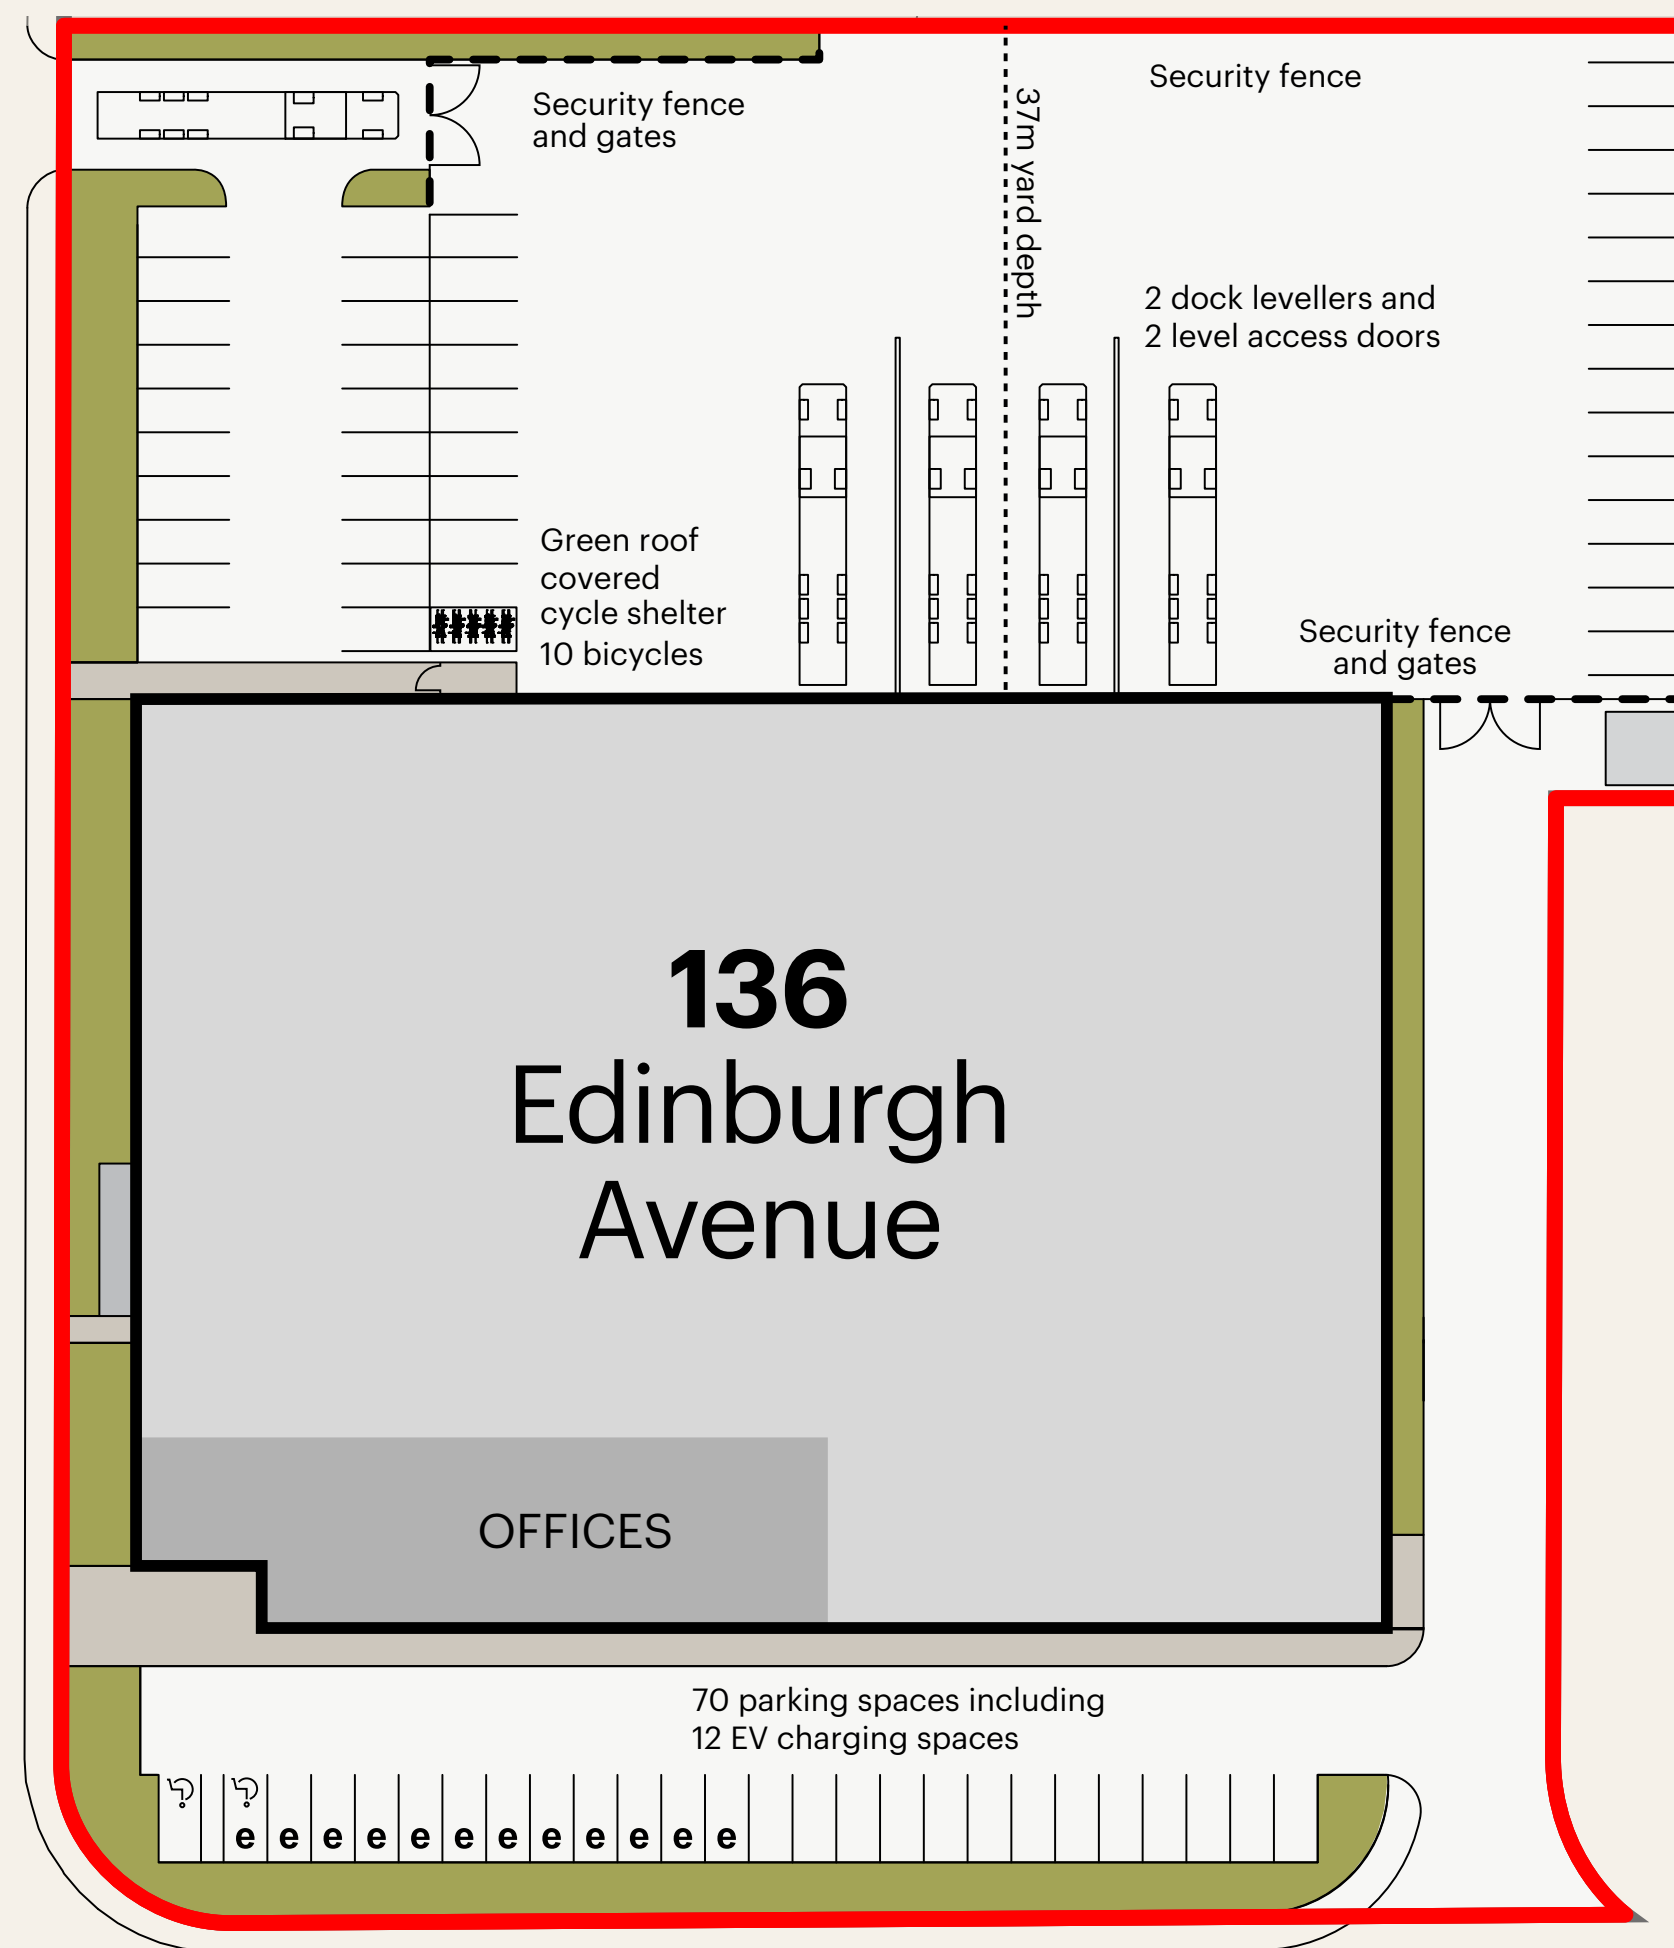 Security fence
and gates
Security fence
37m yard depth
2 dock levellers and
2 level access doors
Green roof
covered
cycle shelter
10 bicycles
Security fence
and gates
136
Edinburgh
Avenue
OFFICES
70 parking spaces including
12 EV charging spaces
e e e e e e e e e e e e